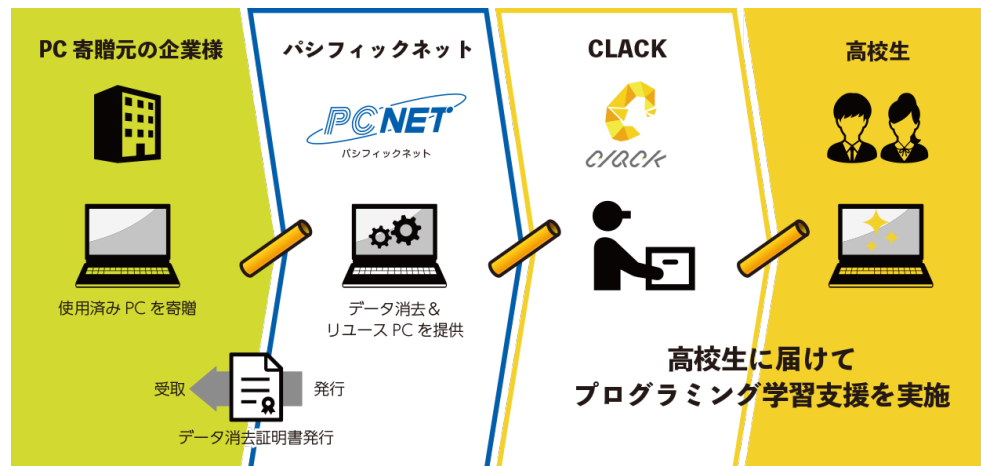 PC 寄贈元の企業様
パシフィックネット
CLACK
高校生
PC NET
パシフィックネット
clack
使用済み PC を寄贈
データ消去&
リユース PC を提供
高校生に届けて
プログラミング学習支援を実施
受取
発行
データ消去証明書発行